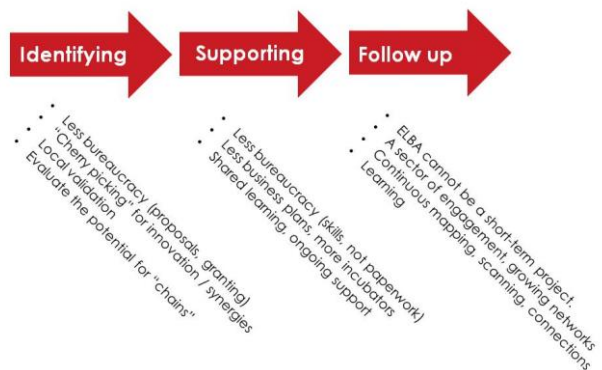 Identifying
Supporting
Follow up
Less bureaucracy (proposals, granting)
"Cherry picking" for innovation / synergies
Local validation
Evaluate the potential for "chains"
Less bureaucracy (skills, not paperwork)
Less business plans, more incubators
Shared learning, ongoing support
ELBA cannot be a short-term project.
A sector of engagement, growing networks
Continuous mapping, scanning, connections
Learning